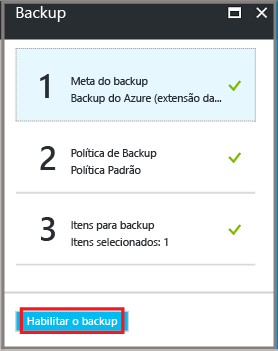 Backup
1
Meta do backup
Backup do Azure (extensão da...
2
Política de Backup
Política Padrão
3
Itens para backup
Itens selecionados: 1
Habilitar o backup